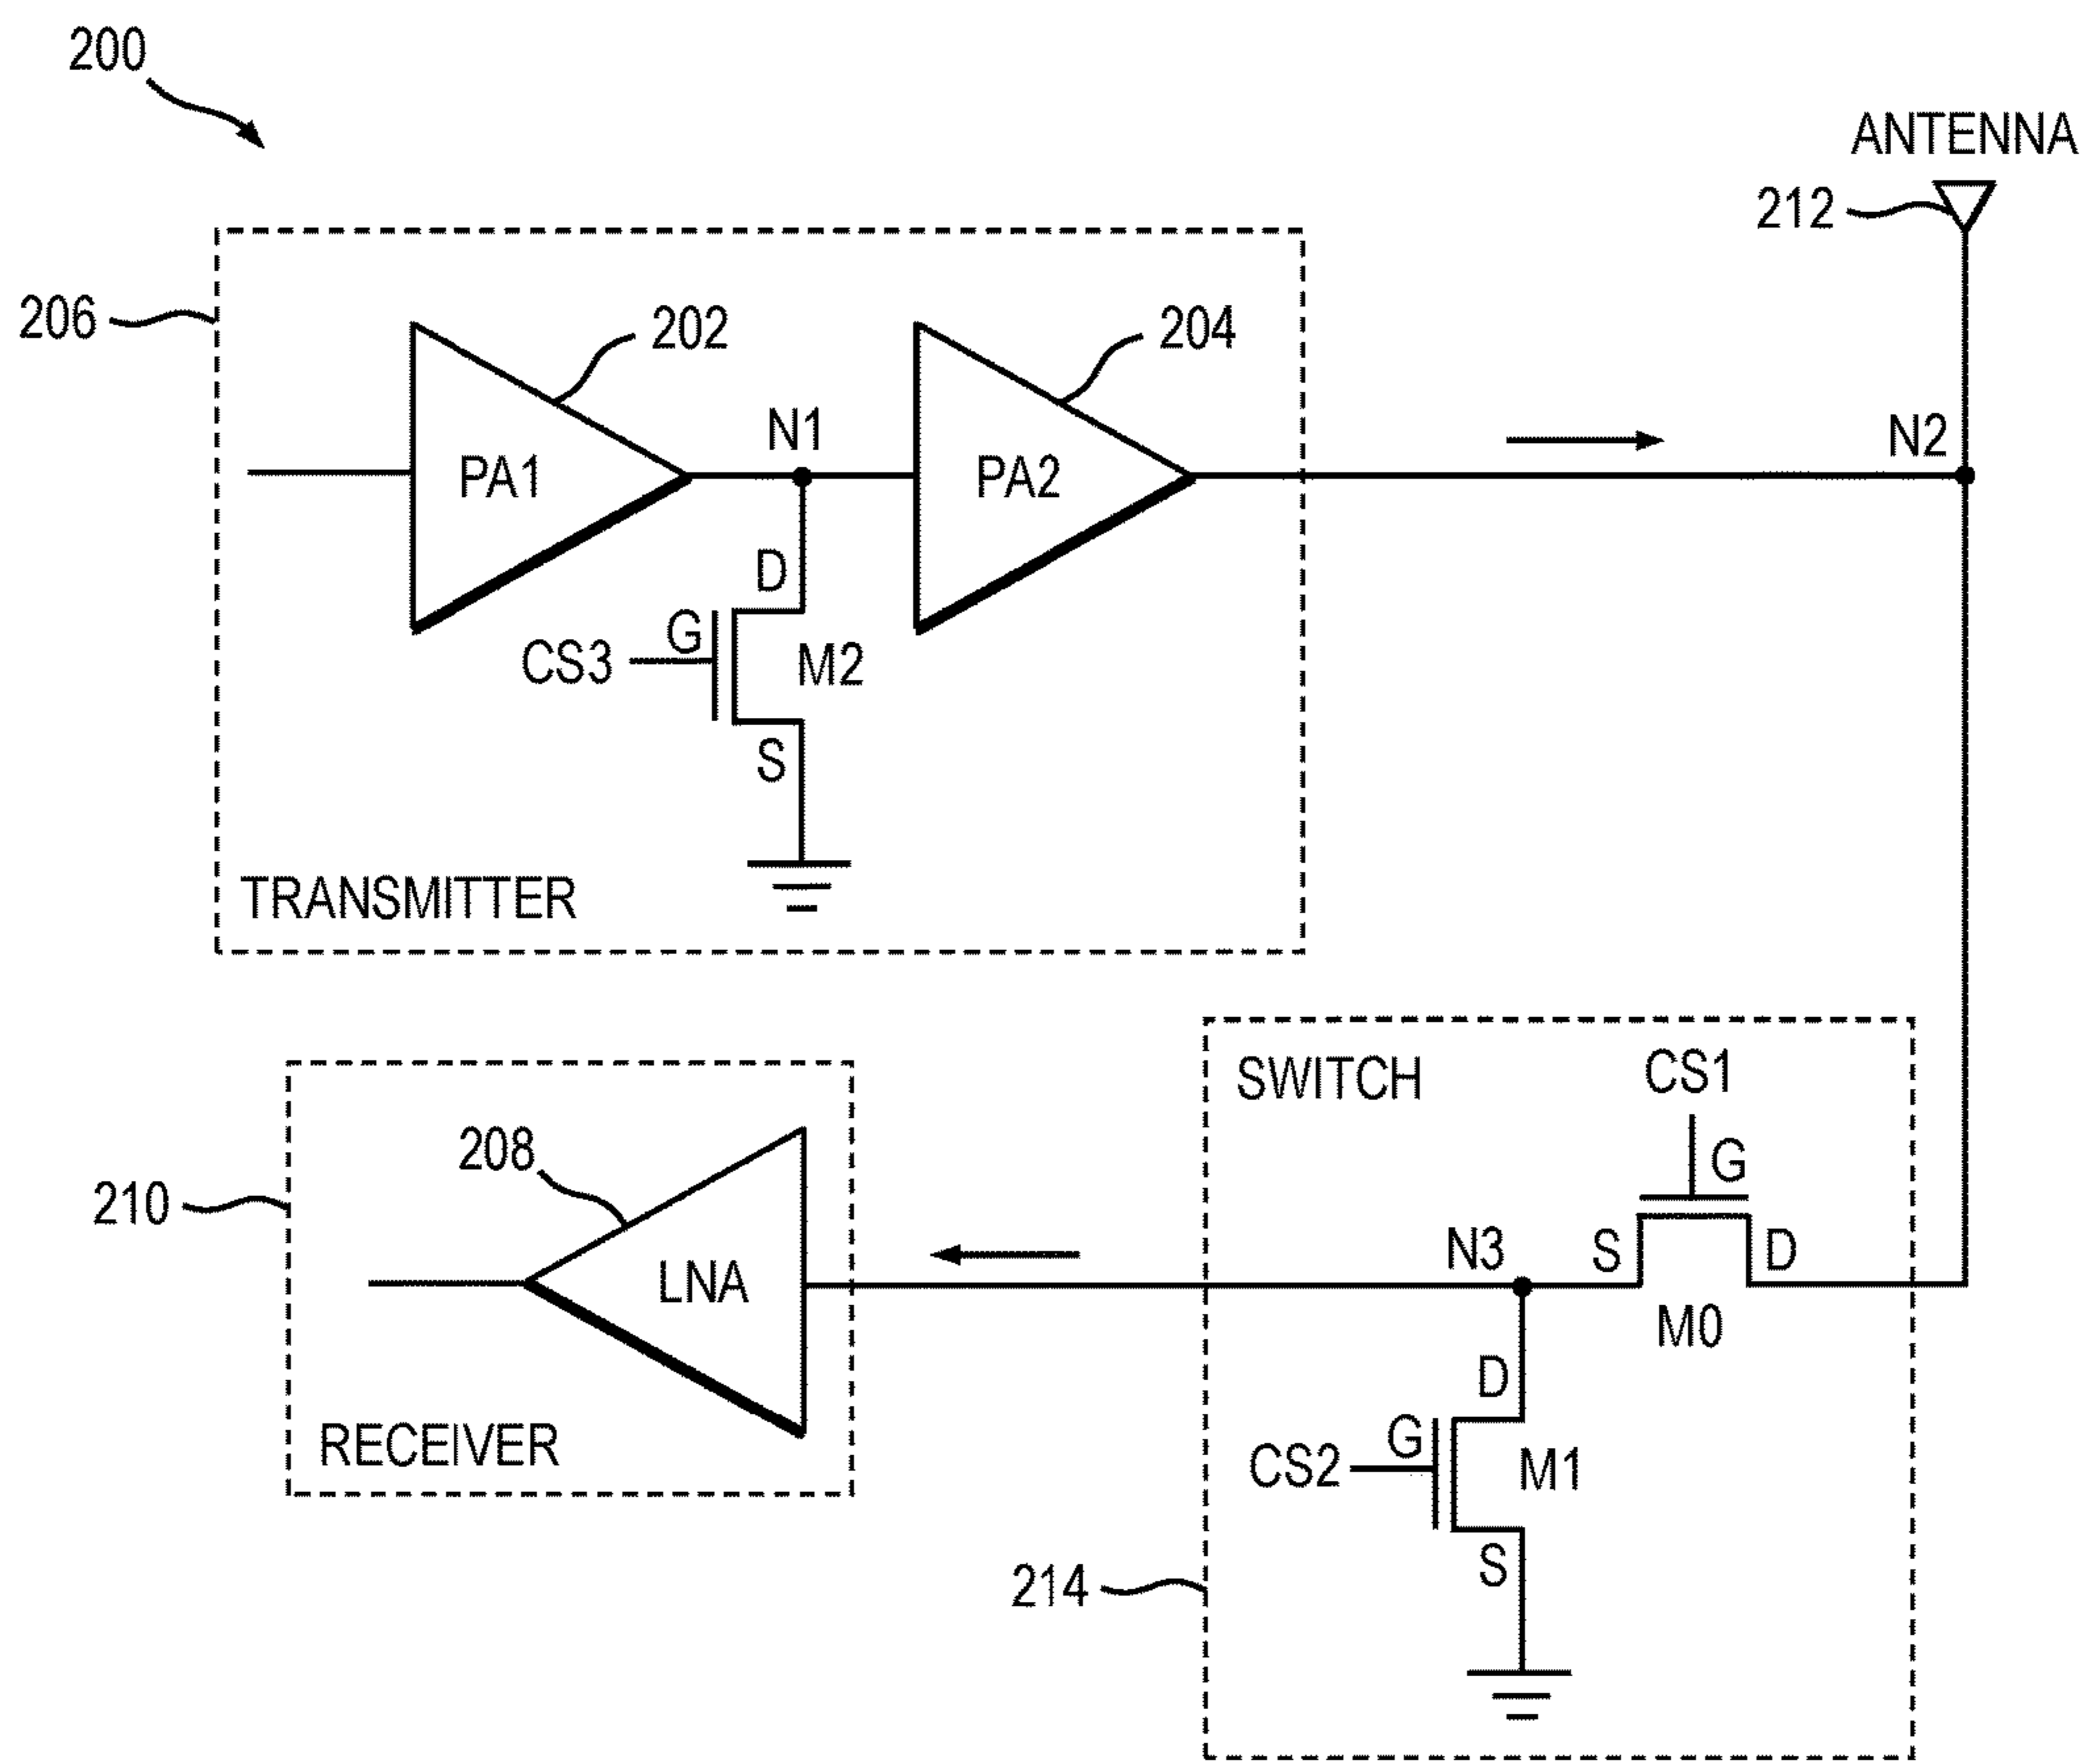 200
ANTENNA
212
206
202
204
N1
N2
PA1
PA2
D
G
CS3
M2
S
TRANSMITTER
SWITCH
CS1
208
G
210
N3
S
D
LNA
M0
D
G
CS2
M1
RECEIVER
S
214